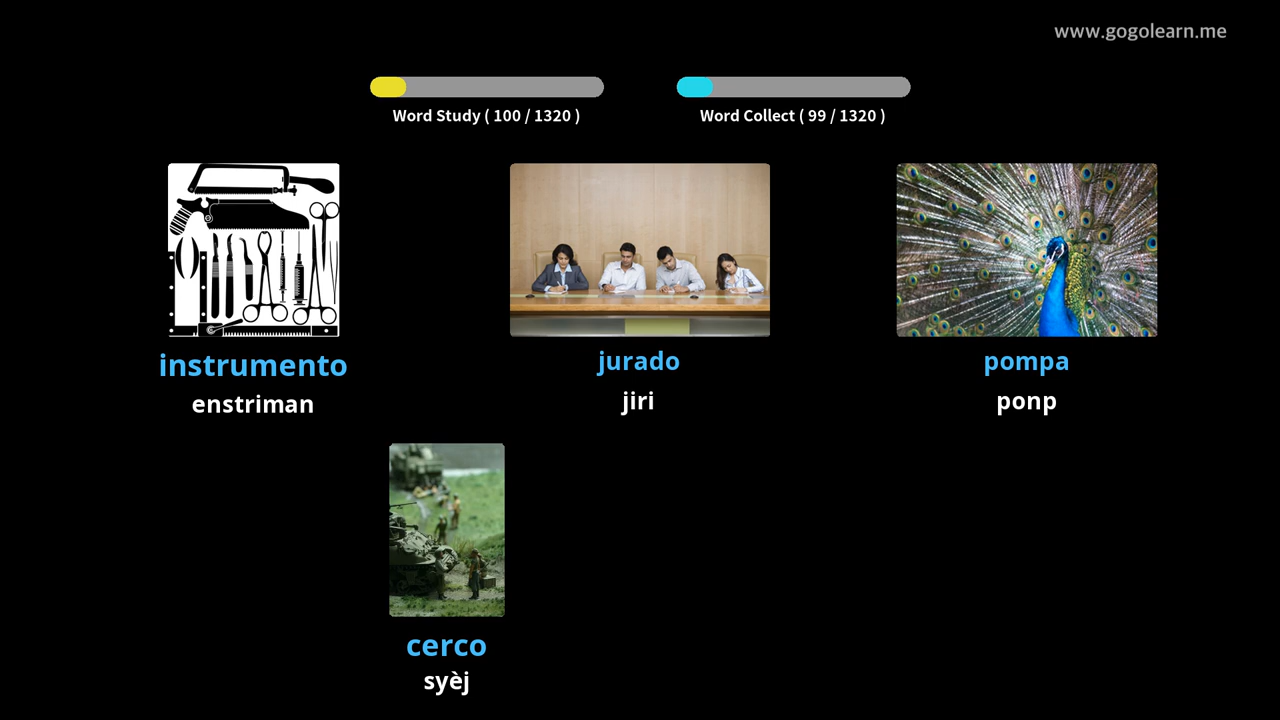 www.gogolearn.me
Word Study ( 100 / 1320 )
Word Collect ( 99 / 1320 )
instrumento
enstriman
jurado
jiri
pompa
ponp
cerco
syèj